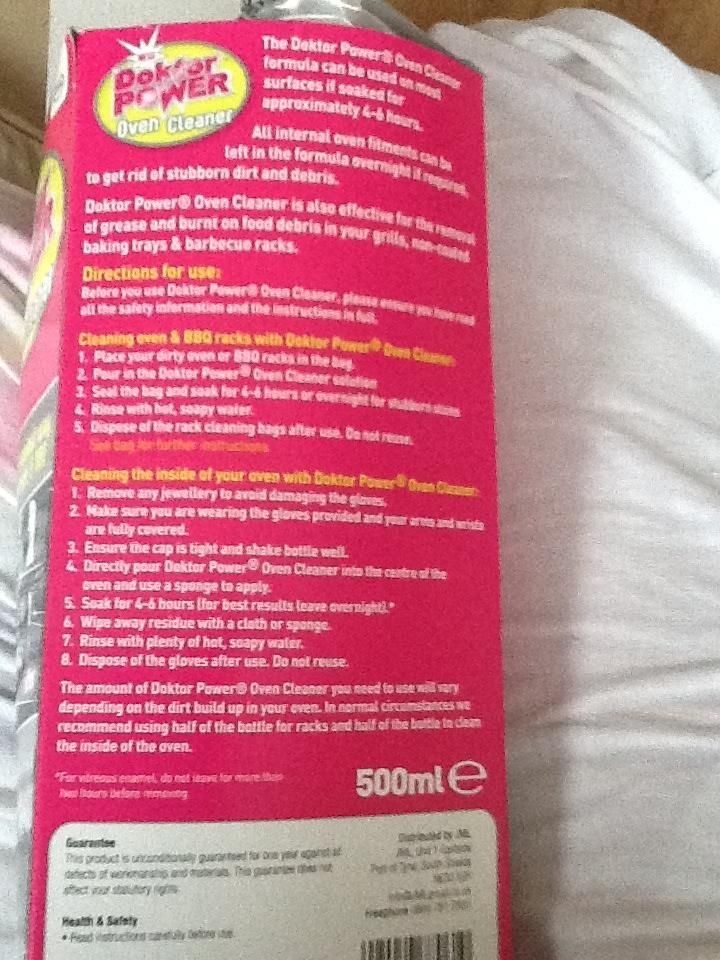 Doktor
POWER
Oven Cleaner
The Doktor Power® Oven Cleaner
formula can be used on most
surfaces if soaked for
approximately 4-6 hours.
All internal oven fitments can be
left in the formula overnight if required,
to get rid of stubborn dirt and debris.
Doktor Power® Oven Cleaner is also effective for the removal
of grease and burnt on food debris in your grills, non-coated
baking trays & barbecue racks.
Directions for use:
Before you use Doktor Power® Oven Cleaner, please ensure you have read
all the safety information and the instructions in full.
Cleaning oven & BBQ racks with Doktor Power® Oven Cleaner:
1. Place your dirty oven or BBQ racks in the bag.
2. Pour in the Doktor Power® Oven Cleaner solution
3. Seal the bag and soak for 4-6 hours or overnight for stubborn stains
4. Rinse with hot, soapy water.
5. Dispose of the rack cleaning bags after use. Do not reuse.
See bag for further instructions
Cleaning the inside of your oven with Doktor Power® Oven Cleaner:
1. Remove any jewellery to avoid damaging the gloves.
2. Make sure you are wearing the gloves provided and your arms and wrists
are fully covered.
3. Ensure the cap is tight and shake bottle well.
4. Directly pour Doktor Power® Oven Cleaner into the centre of the
oven and use a sponge to apply.
5. Soak for 4-6 hours (for best results leave overnight).*
6. Wipe away residue with a cloth or sponge.
7. Rinse with plenty of hot, soapy water.
8. Dispose of the gloves after use. Do not reuse.
The amount of Doktor Power® Oven Cleaner you need to use will vary
depending on the dirt build up in your oven. In normal circumstances we
recommend using half of the bottle for racks and half of the bottle to clean
the inside of the oven.
*For vitreous enamel, do not leave for more than
two hours before removing
500ml e
Guarantee
This product is unconditionally guaranteed for one year against all
defects of workmanship and materials. This guarantee does not
affect your statutory rights.
Distributed by JML
JML, Unit 1
Port of Tyne, South Shields
Freephone
Health & Safety
• Read instructions carefully before use